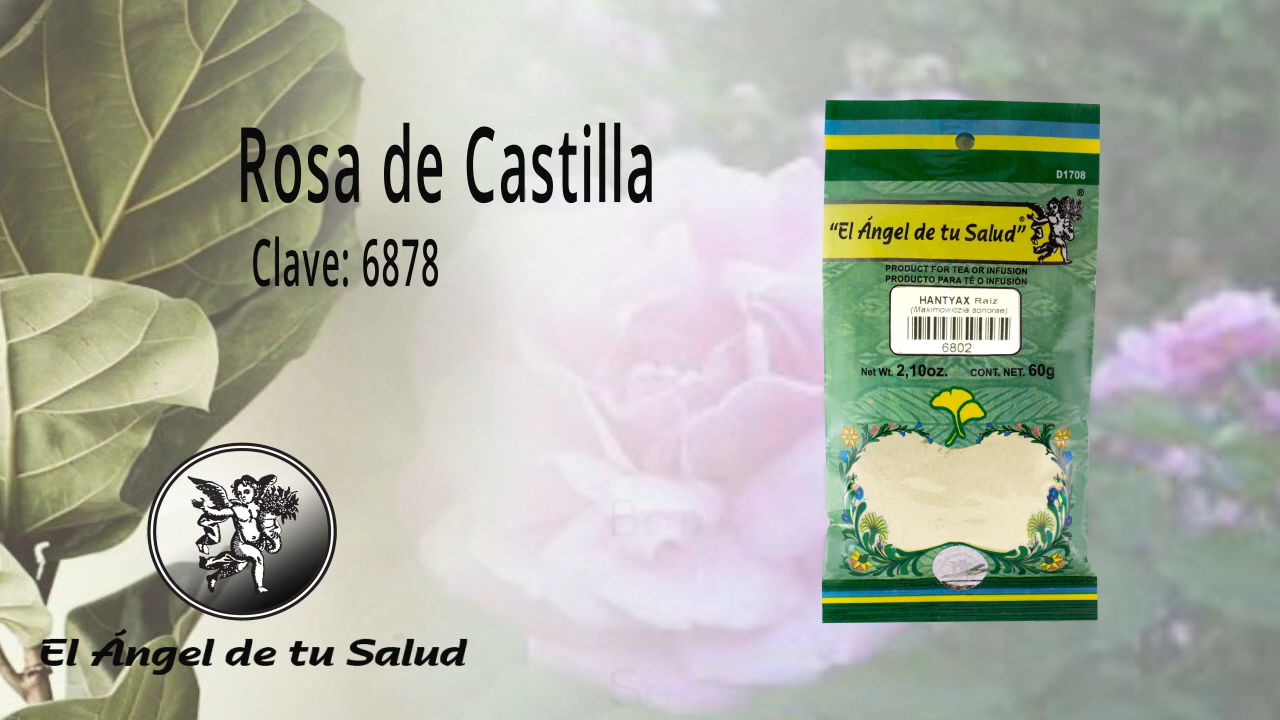 Rosa de Castilla
Clave: 6878
El Ángel de tu Salud
D1708
®
“El Ángel de tu Salud”®
PRODUCT FOR TEA OR INFUSION
PRODUCTO PARA TÉ O INFUSIÓN
HANTYAX Raíz
(Maximowiczia sonorae)
6802
Net Wt. 2,10oz. CONT. NET. 60g